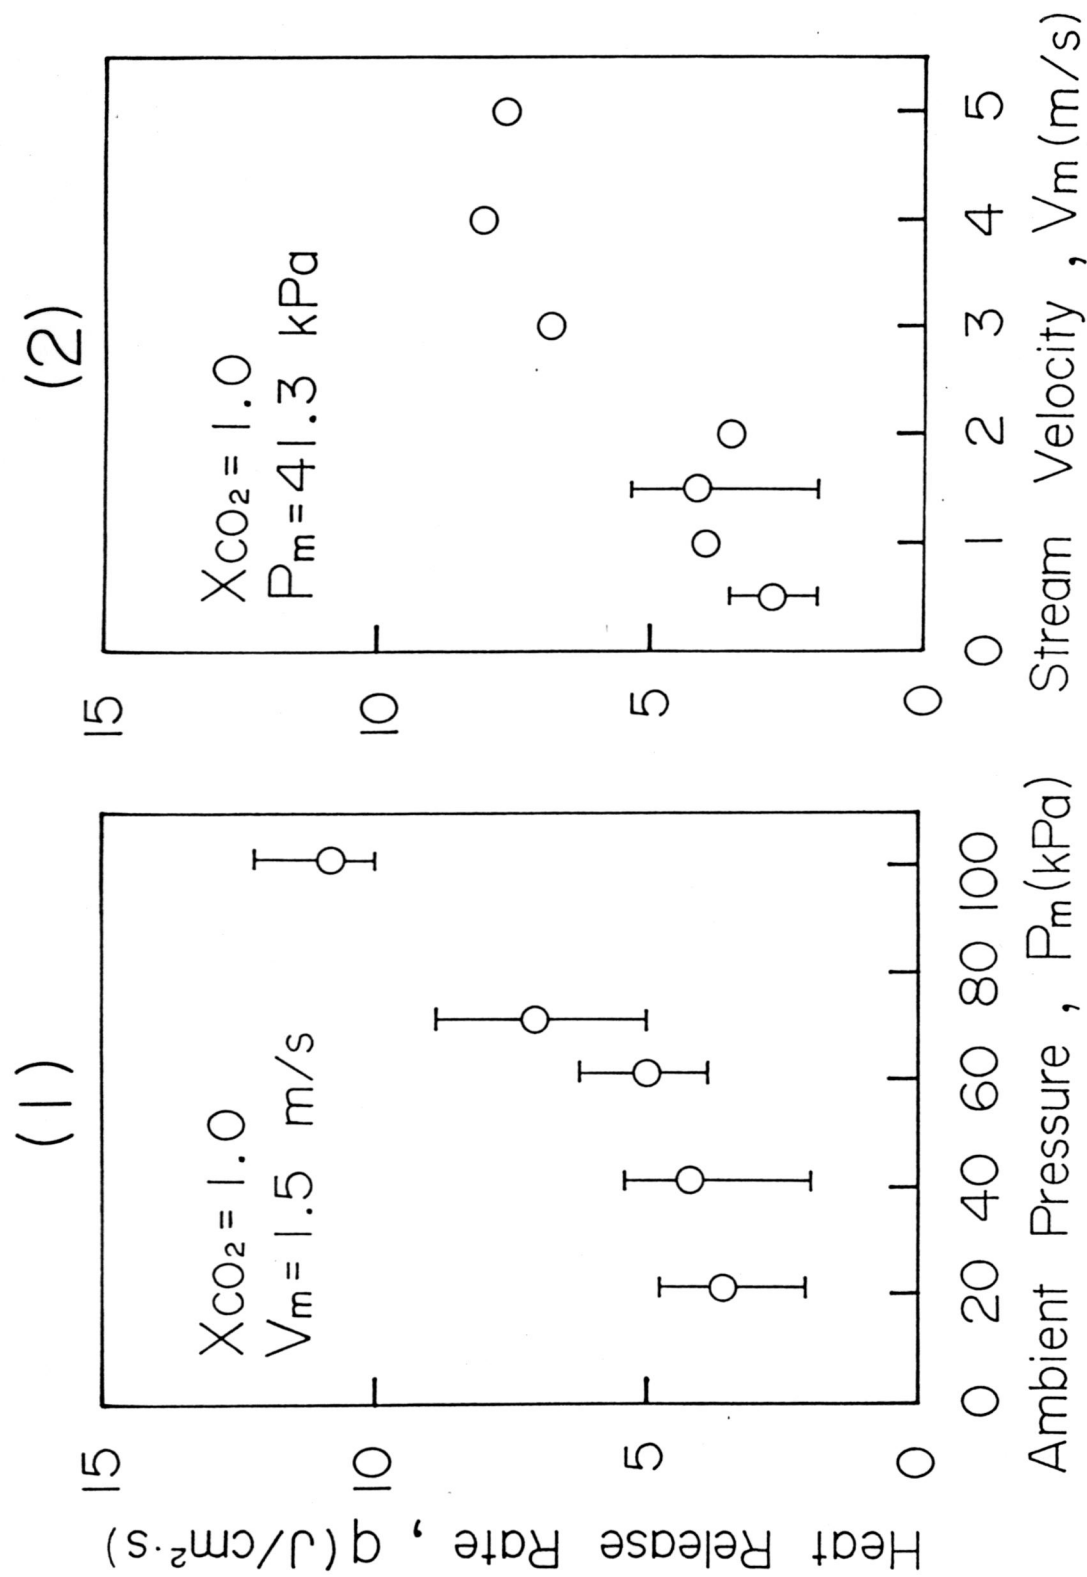 (1)
Xco₂ = 1.0
Vm = 1.5 m/s
15
10
5
0
Heat Release Rate, q (J/cm²·s)
0 20 40 60 80 100
Ambient Pressure, Pm (kPa)
(2)
Xco₂ = 1.0
Pm = 41.3 kPa
15
10
5
0
0 1 2 3 4 5
Stream Velocity, Vm (m/s)